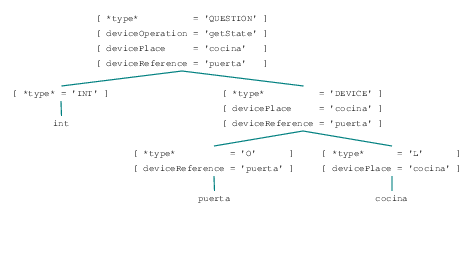 [ *type*          = 'QUESTION' ]
[ deviceOperation = 'getState' ]
[ devicePlace     = 'cocina'   ]
[ deviceReference = 'puerta'   ]
[ *type* = 'INT' ]
[ *type*          = 'DEVICE' ]
[ devicePlace     = 'cocina' ]
[ deviceReference = 'puerta' ]
int
[ *type*          = 'O'      ]
[ *type*      = 'L'      ]
[ deviceReference = 'puerta' ]
[ devicePlace = 'cocina' ]
puerta
cocina